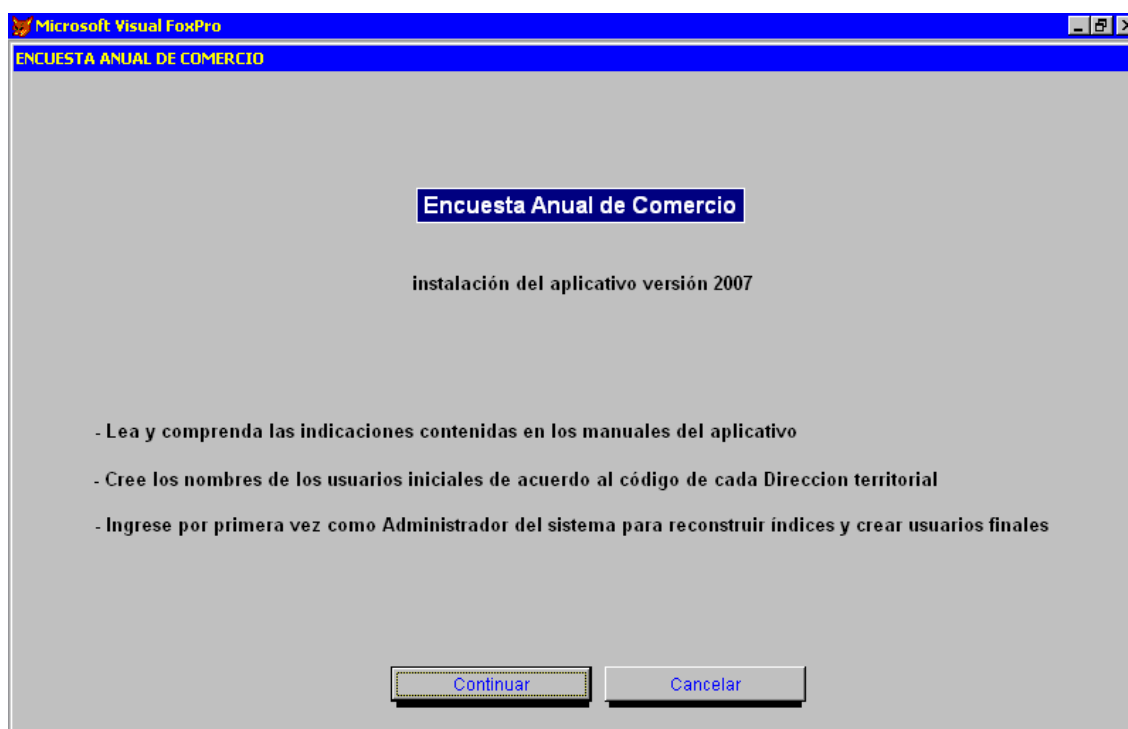 Microsoft Visual FoxPro
ENCUESTA ANUAL DE COMERCIO
Encuesta Anual de Comercio
instalación del aplicativo versión 2007
- Lea y comprenda las indicaciones contenidas en los manuales del aplicativo
- Cree los nombres de los usuarios iniciales de acuerdo al código de cada Direccion territorial
- Ingrese por primera vez como Administrador del sistema para reconstruir índices y crear usuarios finales
Continuar
Cancelar